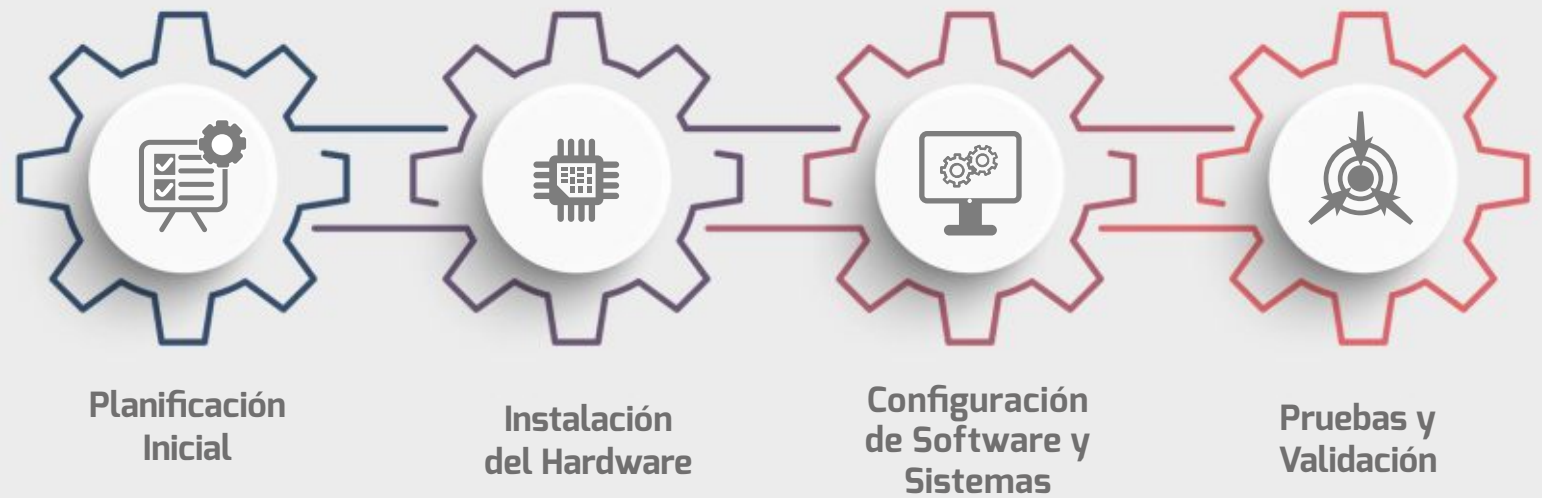 Planificación
Inicial
Instalación
del Hardware
Configuración
de Software y
Sistemas
Pruebas y
Validación